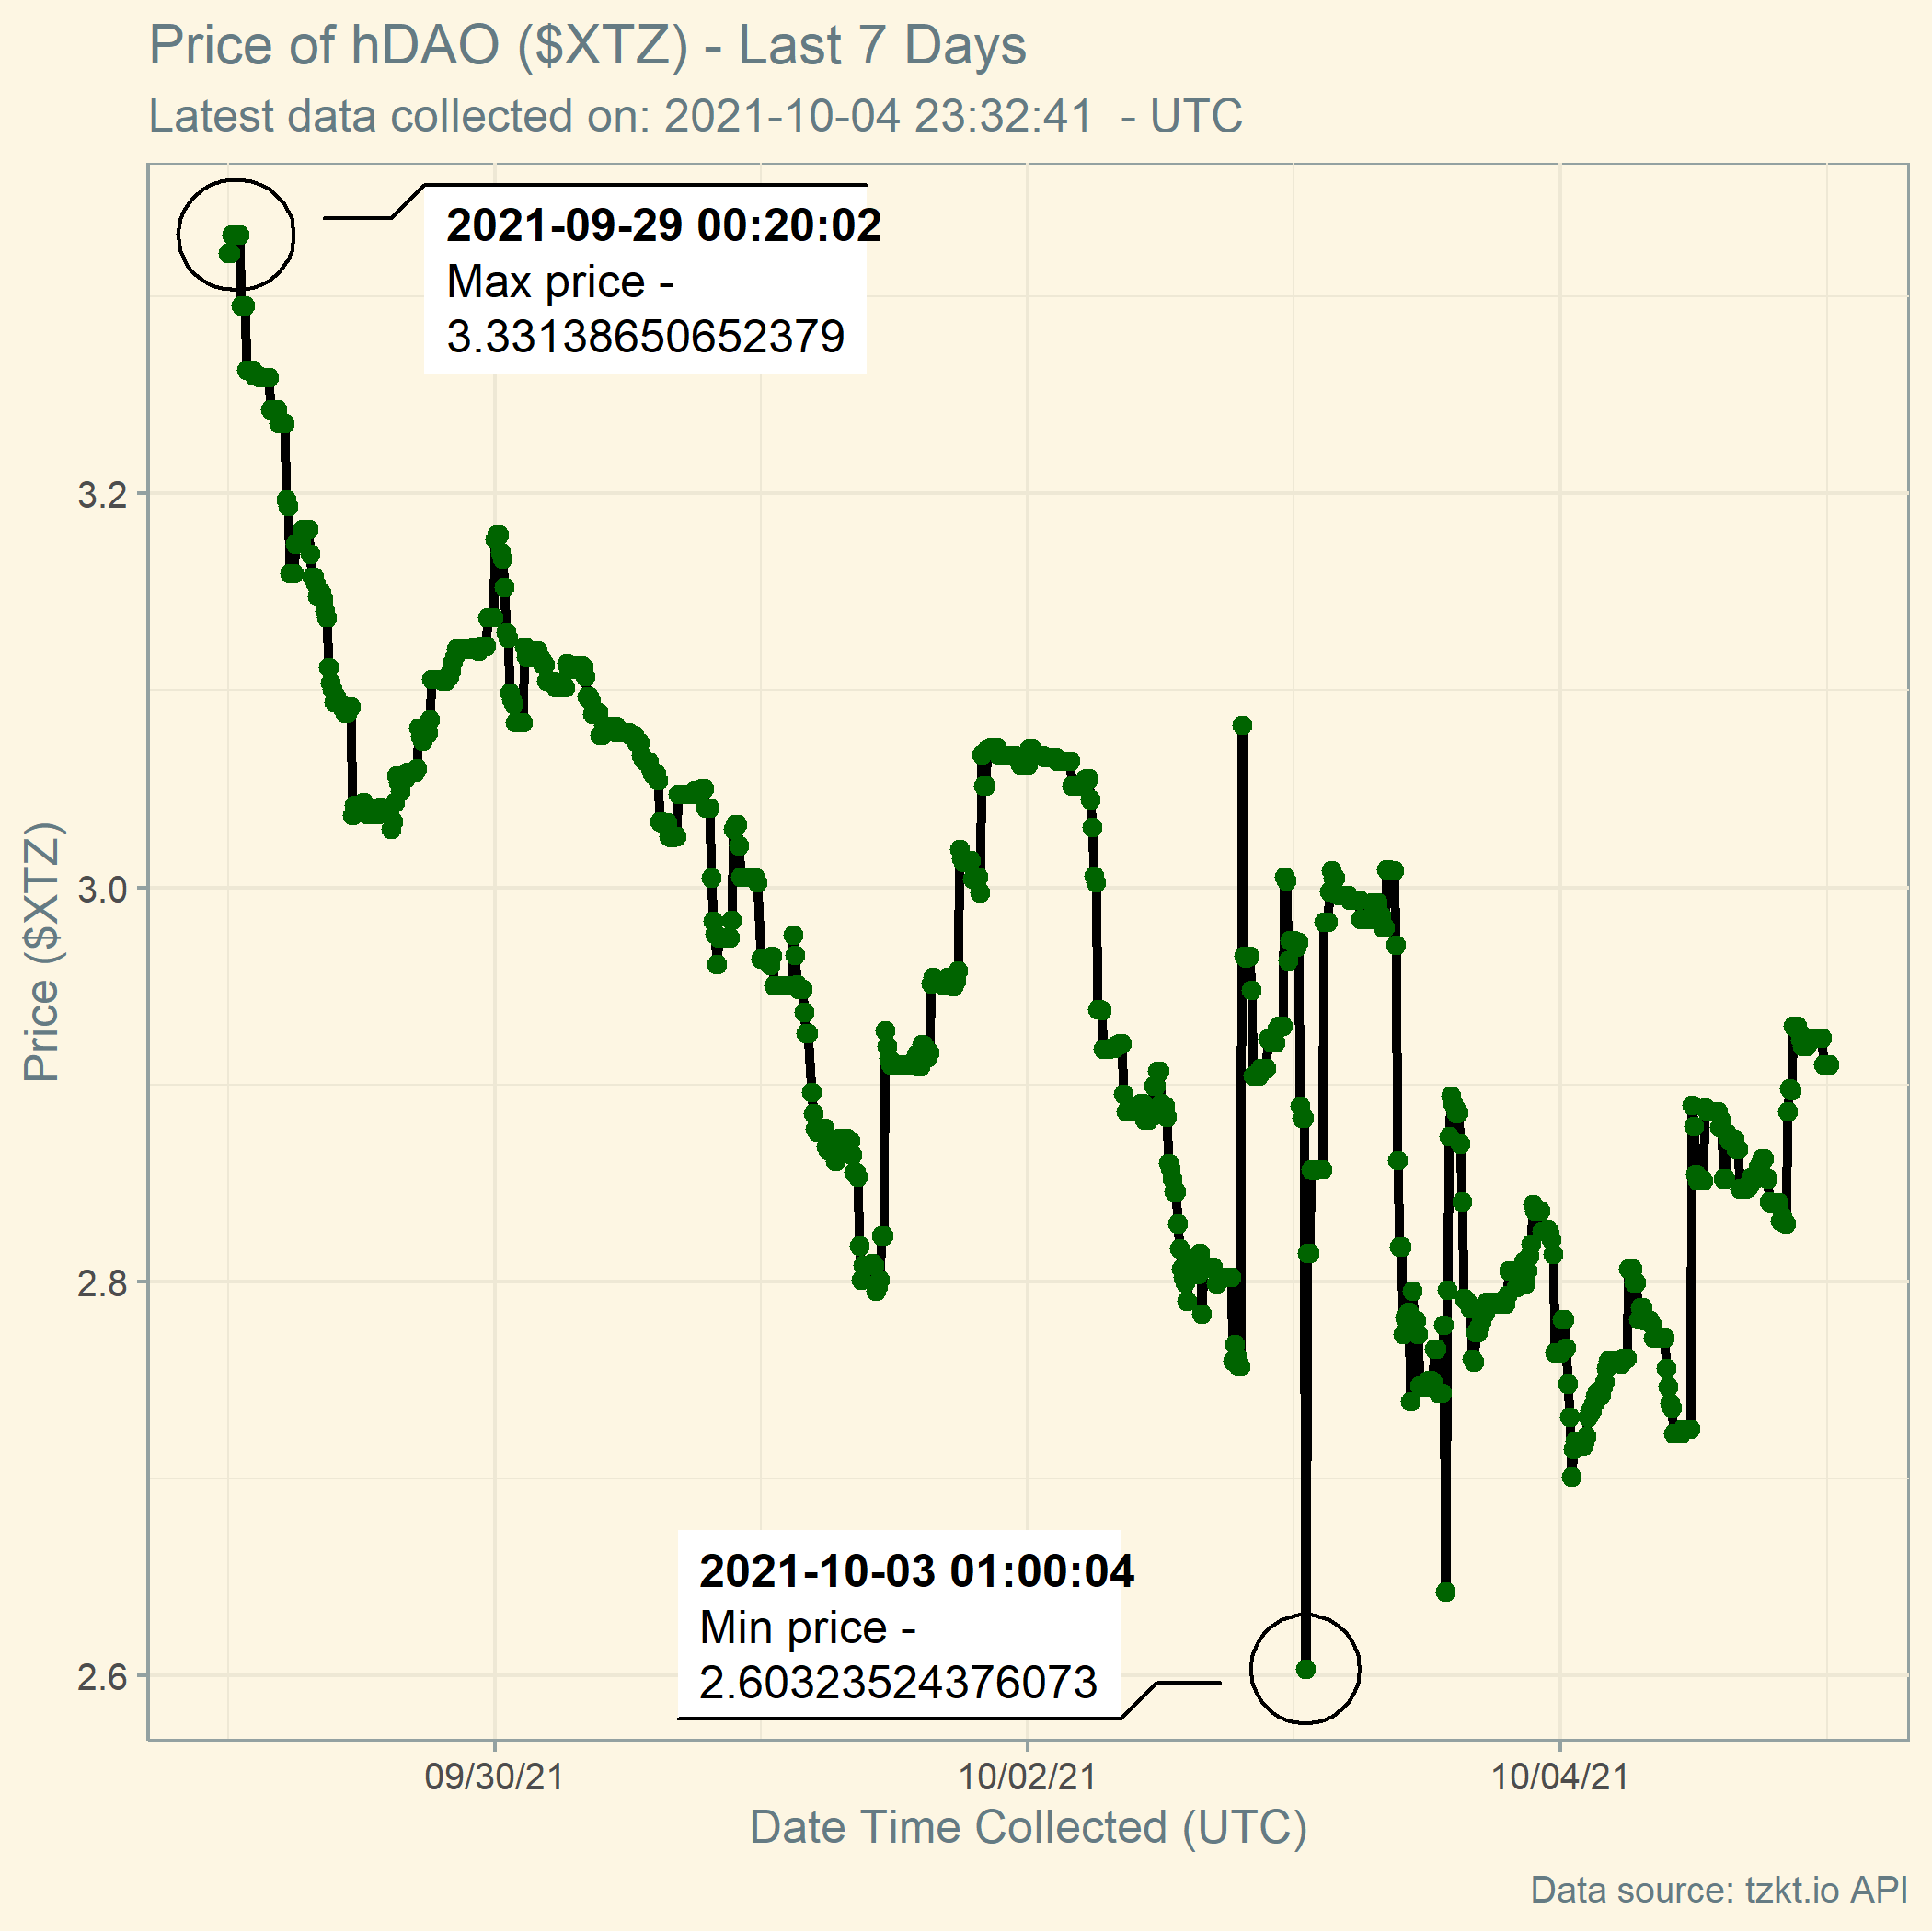 Price of hDAO ($XTZ) - Last 7 Days
Latest data collected on: 2021-10-04 23:32:41  - UTC
2021-09-29 00:20:02
Max price -
3.33138650652379
3.2
3.0
2.8
2.6
Price ($XTZ)
2021-10-03 01:00:04
Min price -
2.60323524376073
09/30/21
10/02/21
10/04/21
Date Time Collected (UTC)
Data source: tzkt.io API